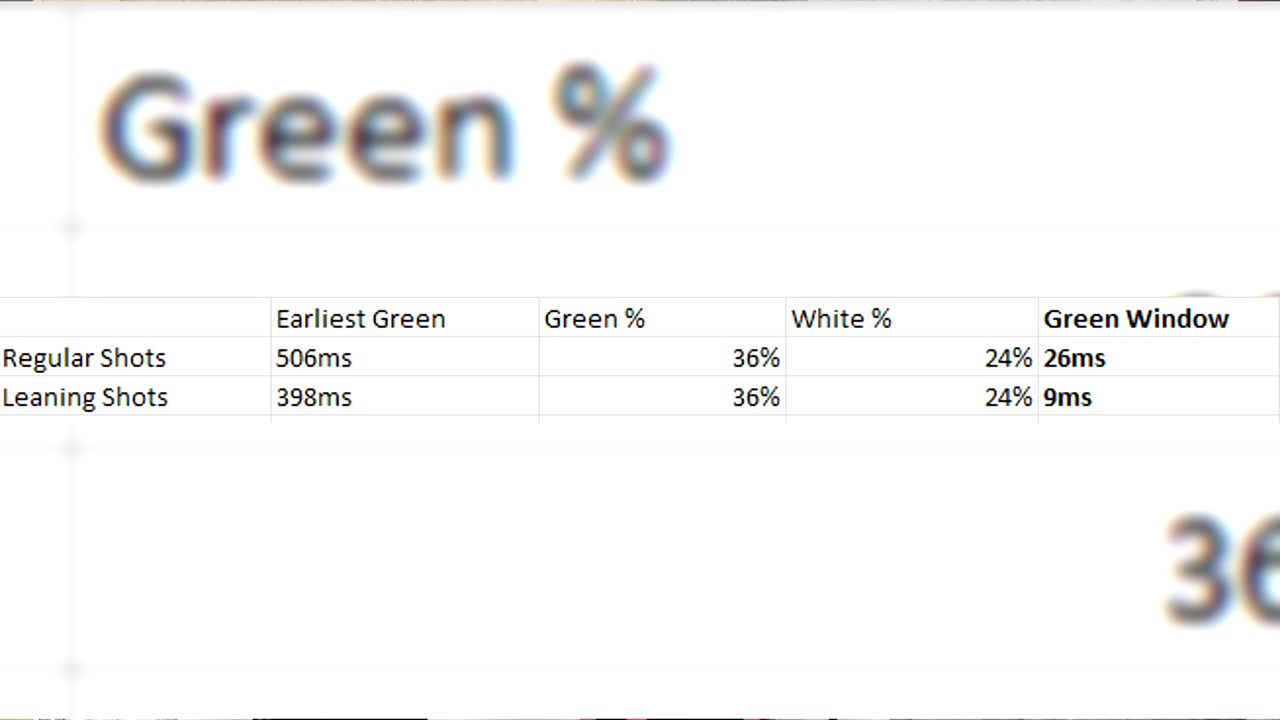 Green %
Earliest Green Green % White % Green Window
Regular Shots 506ms 36% 24% 26ms
Leaning Shots 398ms 36% 24% 9ms
36